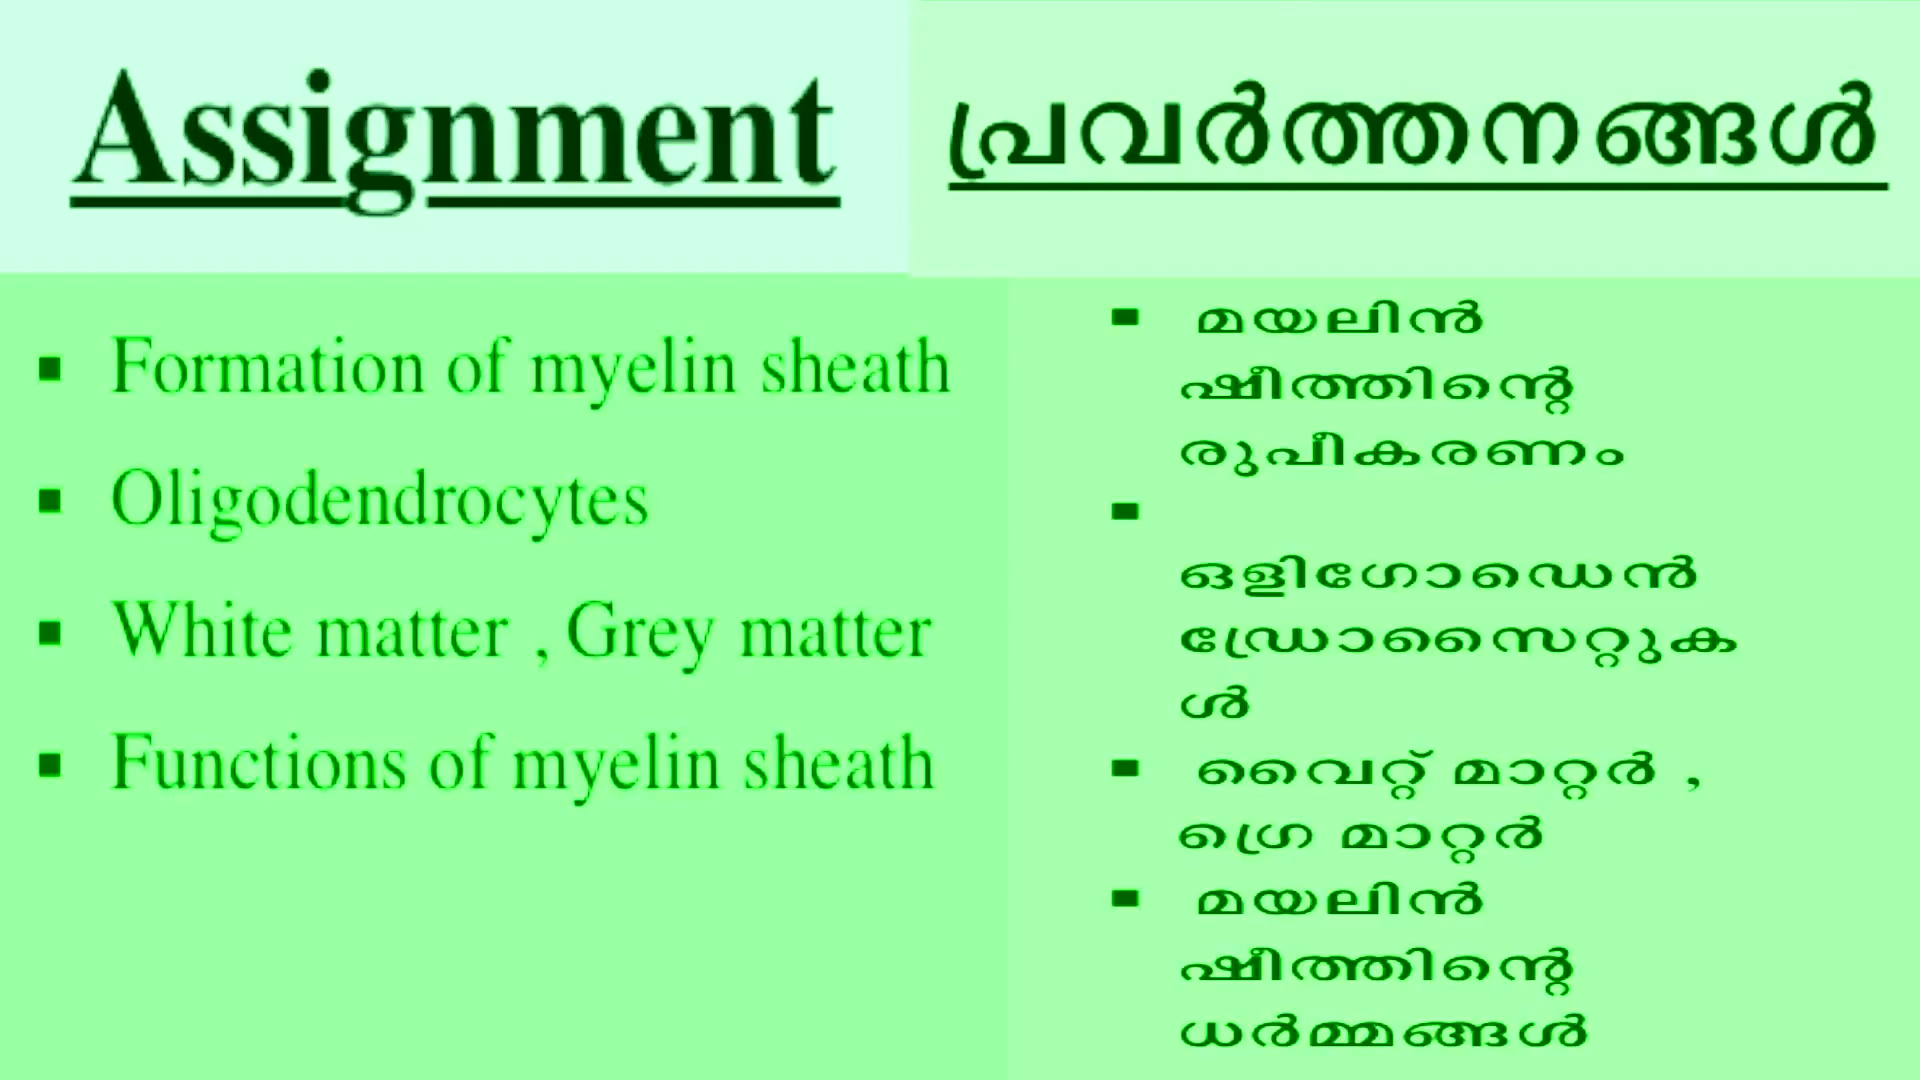 Assignment
▪ Formation of myelin sheath
▪ Oligodendrocytes
▪ White matter , Grey matter
▪ Functions of myelin sheath
പ്രവർത്തനങ്ങൾ
▪ മയലിൻ
ഷീത്തിന്റെ
രുപീകരണം
▪
ഒളിഗോഡെൻ
ഡ്രോസൈറ്റുക
ൾ
▪ വൈറ്റ് മാറ്റർ ,
ഗ്രെ മാറ്റർ
▪ മയലിൻ
ഷീത്തിന്റെ
ധർമ്മങ്ങൾ